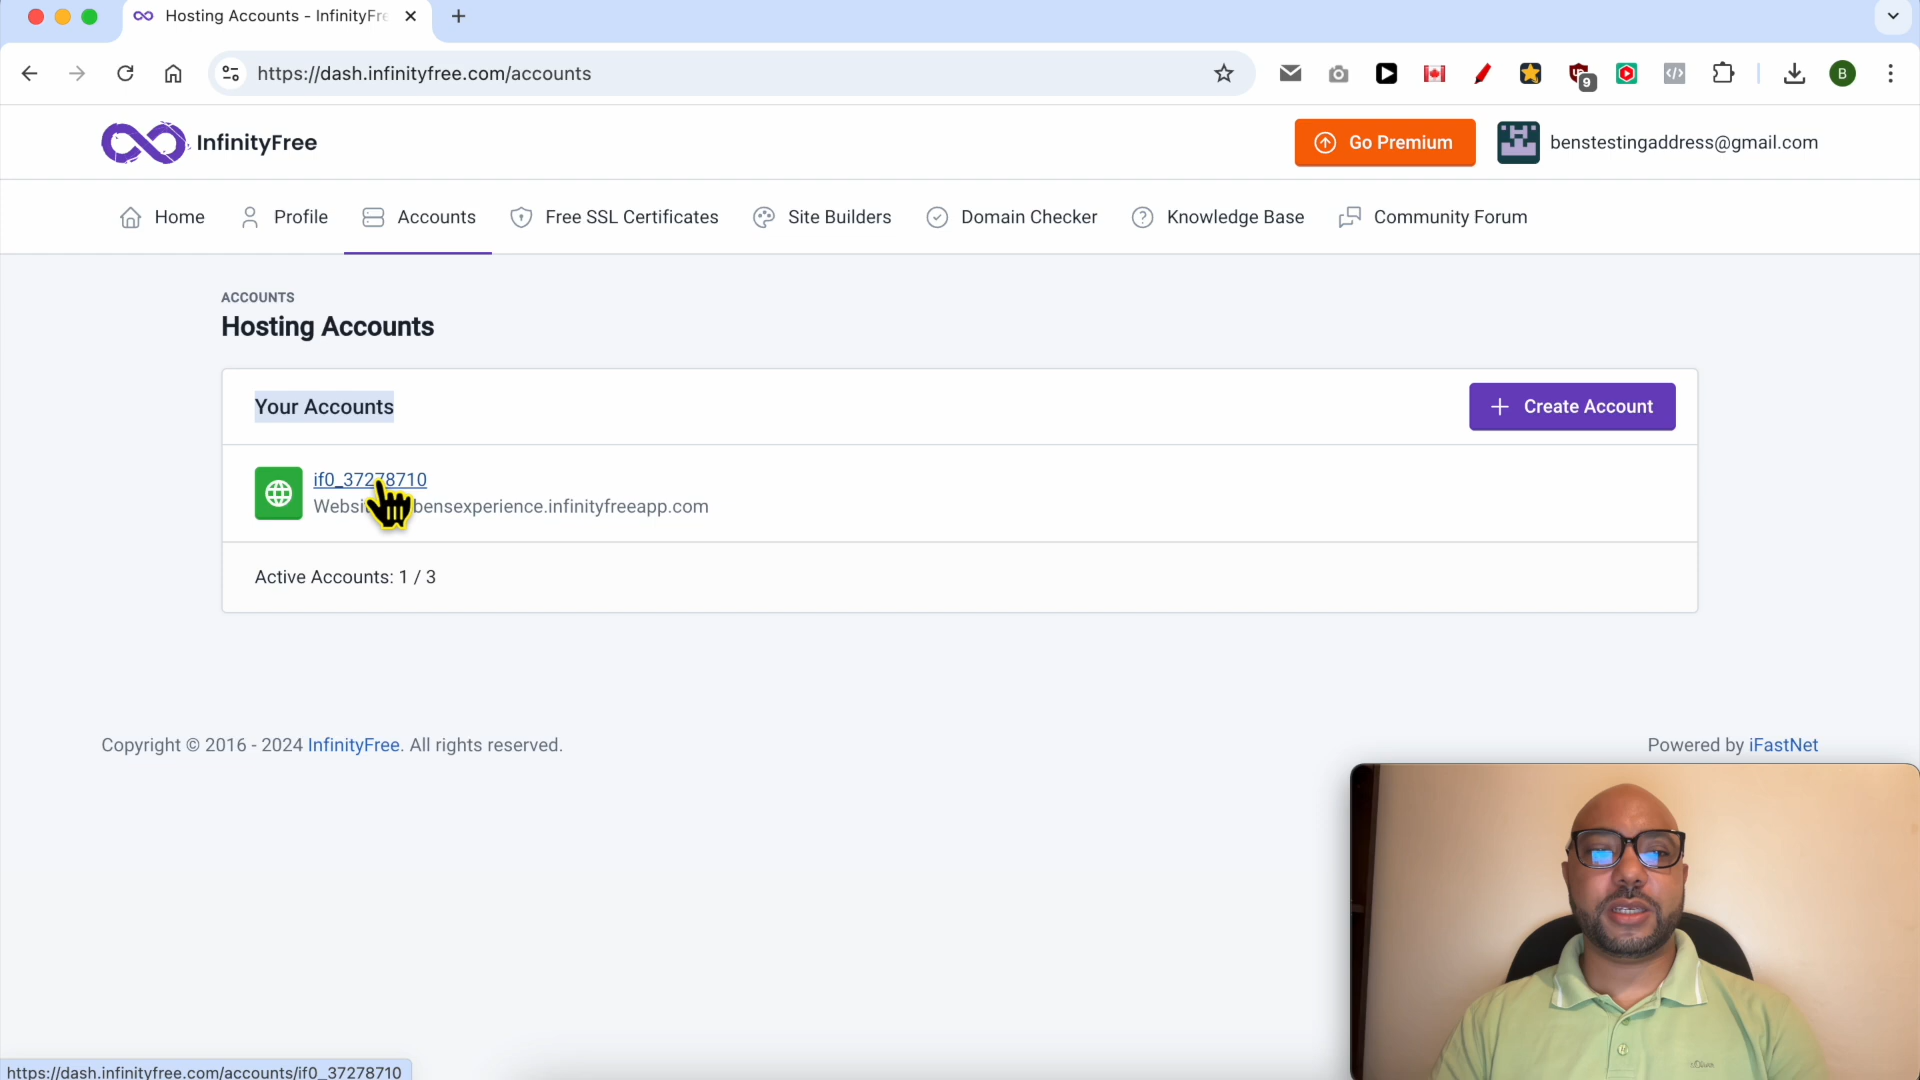 Hosting Accounts - InfinityFre
https://dash.infinityfree.com/accounts
9
B
InfinityFree
Go Premium
benstestingaddress@gmail.com
Home
Profile
Accounts
Free SSL Certificates
Site Builders
Domain Checker
Knowledge Base
Community Forum
ACCOUNTS
Hosting Accounts
Your Accounts
Create Account
if0_37278710
bensexperience.infinityfreeapp.com
Active Accounts: 1 / 3
Copyright © 2016 - 2024 InfinityFree. All rights reserved.
Powered by iFastNet
https://dash.infinityfree.com/accounts/if0_37278710